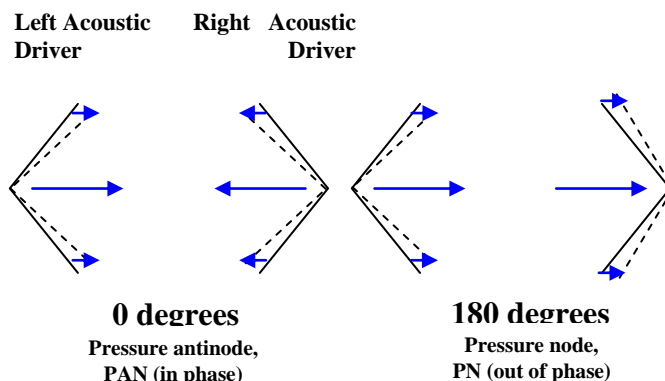 Left Acoustic Driver
Right Acoustic Driver
0 degrees
Pressure antinode,
PAN (in phase)
180 degrees
Pressure node,
PN (out of phase)